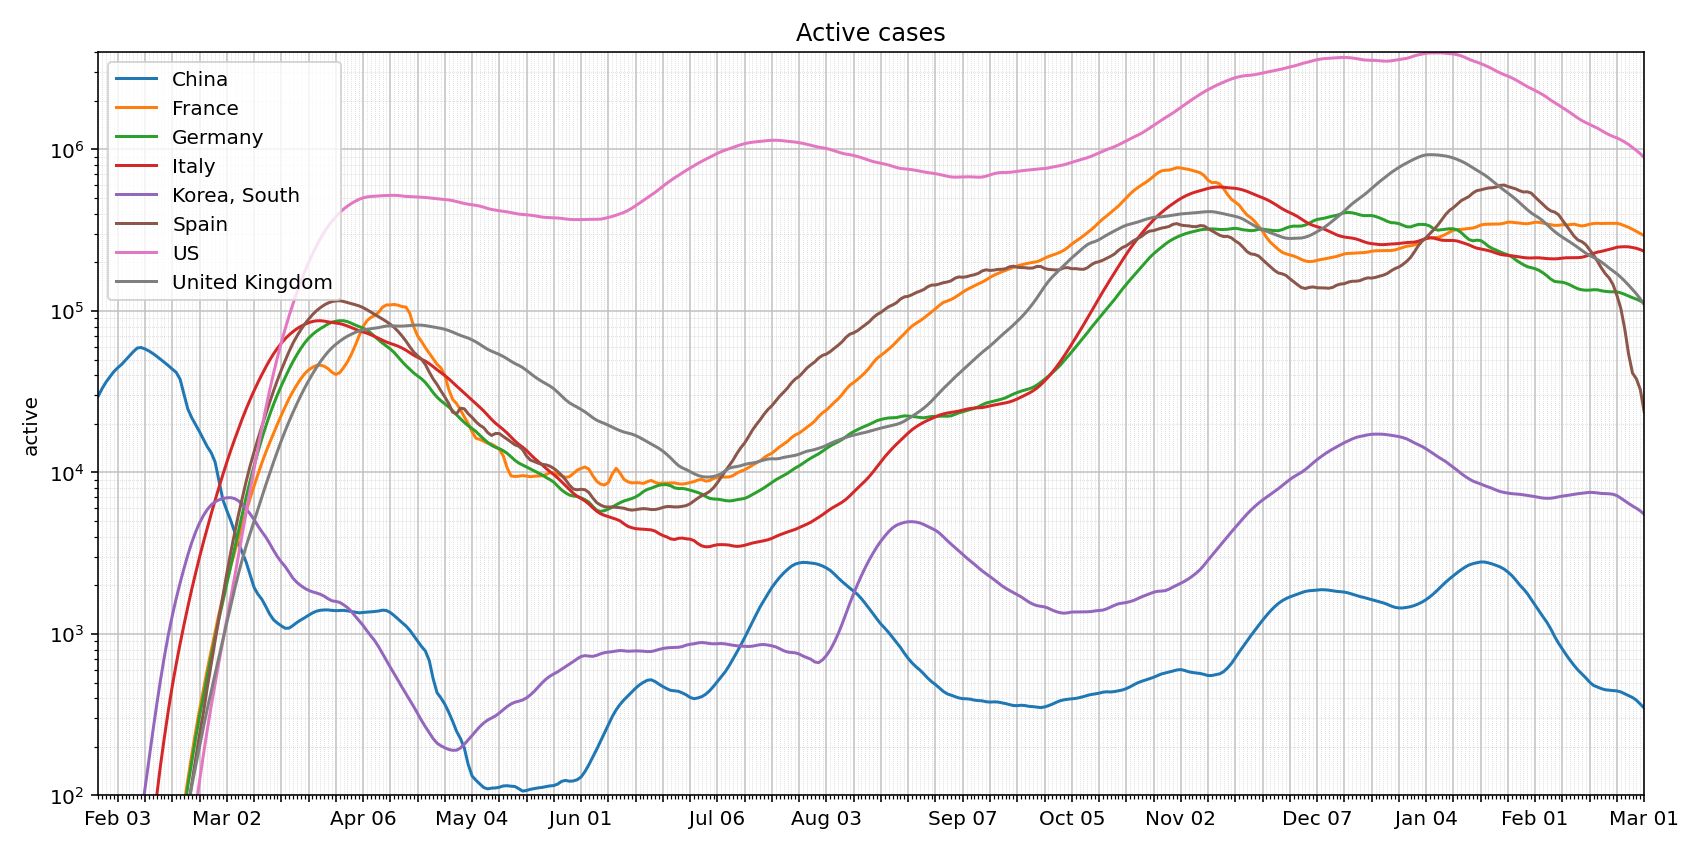 Active cases
China
France
Germany
Italy
Korea, South
Spain
US
United Kingdom
active
10⁶
10⁵
10⁴
10³
10²
Feb 03 Mar 02 Apr 06 May 04 Jun 01 Jul 06 Aug 03 Sep 07 Oct 05 Nov 02 Dec 07 Jan 04 Feb 01 Mar 01